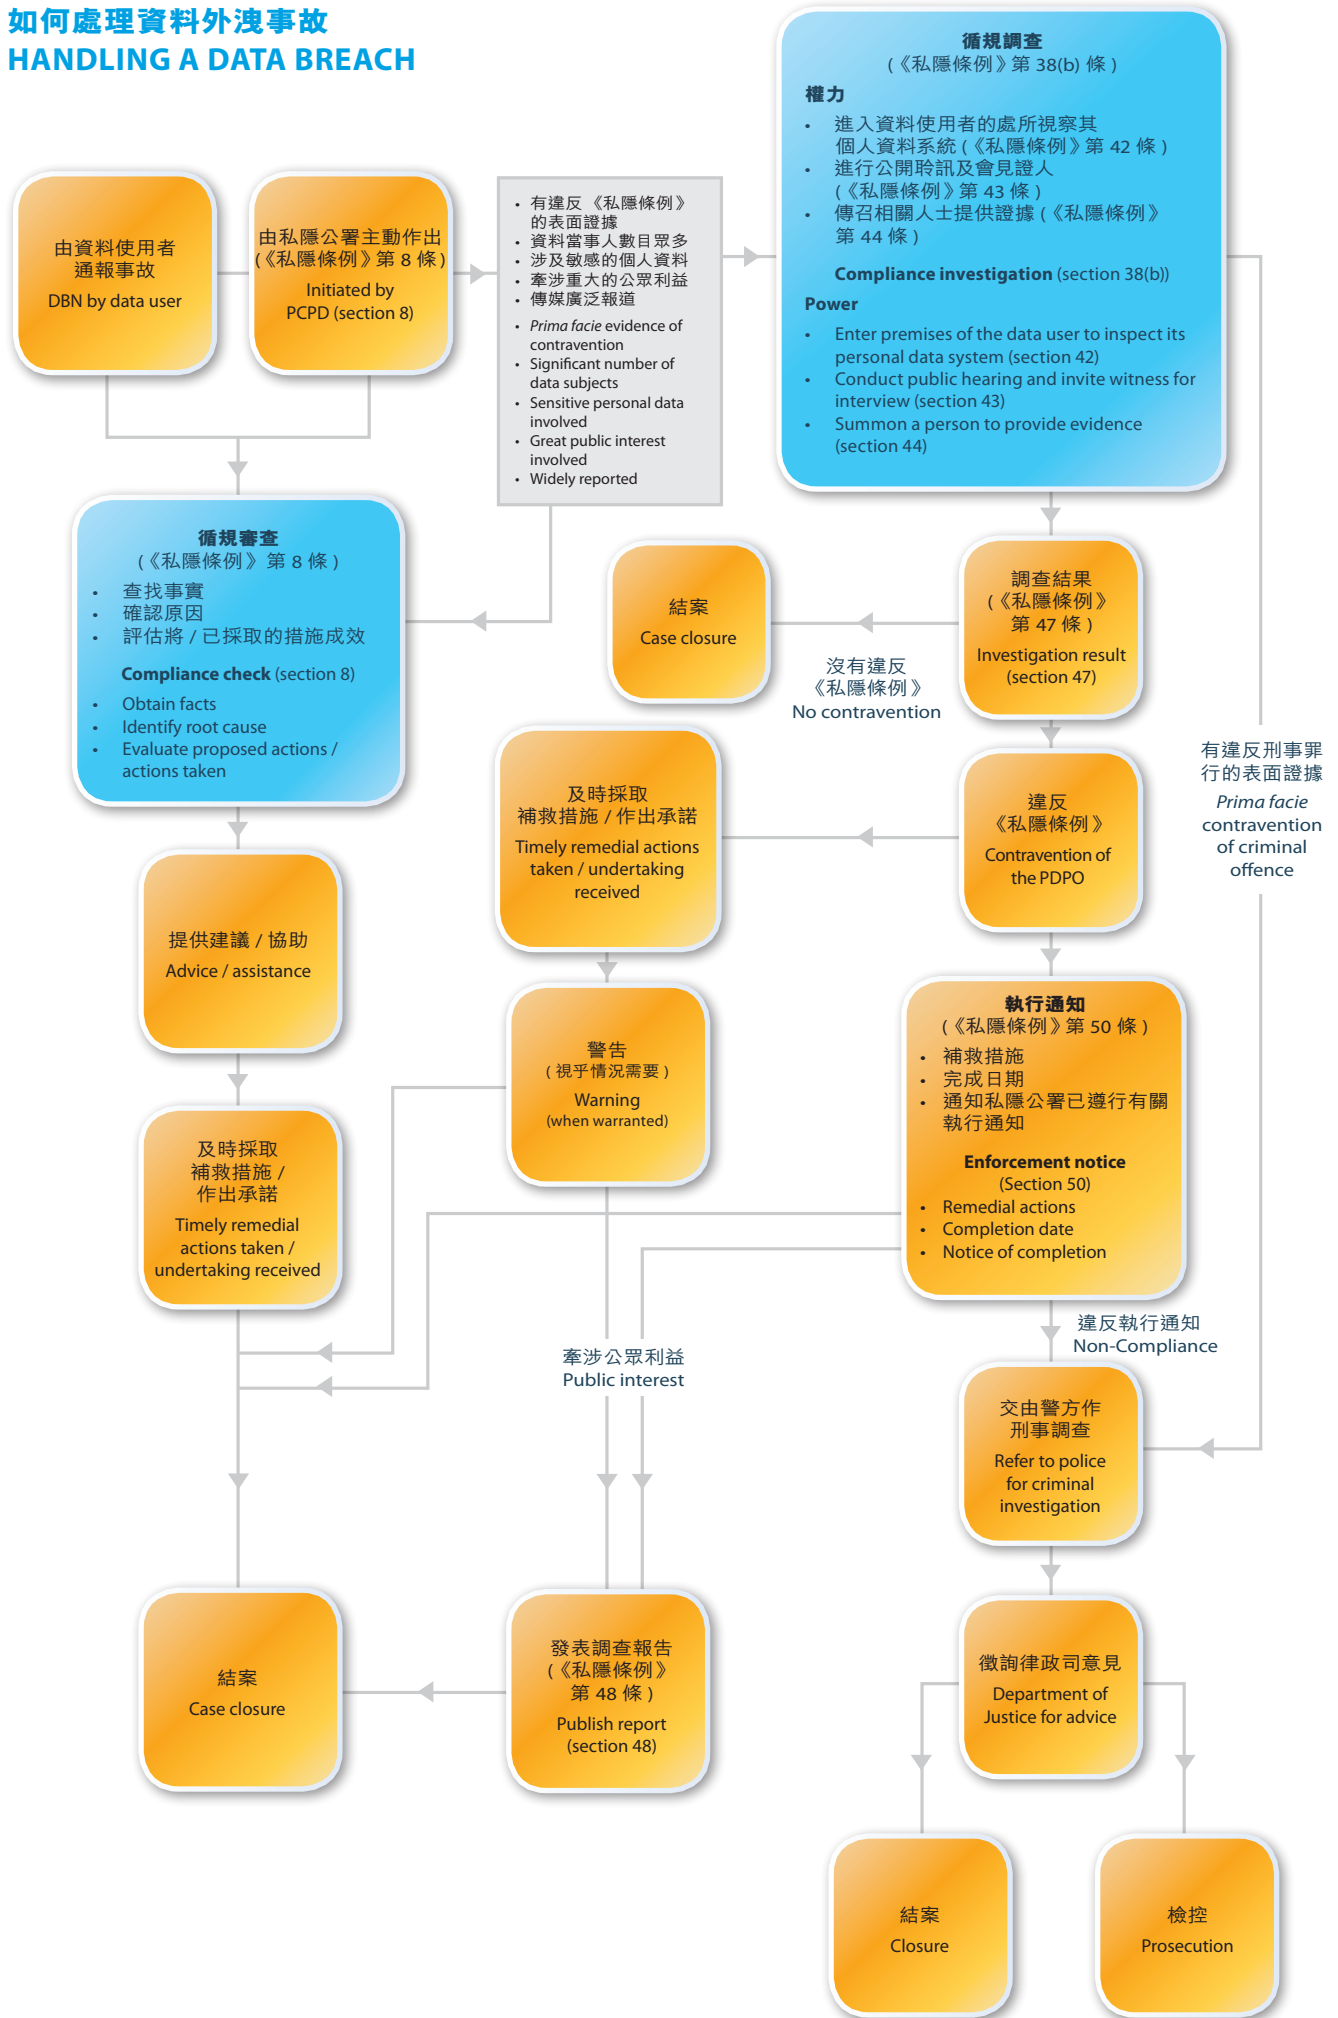 如何處理資料外洩事故
HANDLING A DATA BREACH
由資料使用者
通報事故
DBN by data user
由私隱公署主動作出
(《私隱條例》第 8 條)
Initiated by
PCPD (section 8)
• 有違反《私隱條例》
的表面證據
• 資料當事人數目眾多
• 涉及敏感的個人資料
• 牽涉重大的公眾利益
• 傳媒廣泛報道
• Prima facie evidence of
contravention
• Significant number of
data subjects
• Sensitive personal data
involved
• Great public interest
involved
• Widely reported
循規調查
(《私隱條例》第 38(b) 條 )
權力
• 進入資料使用者的處所視察其
個人資料系統 (《私隱條例》第 42 條 )
• 進行公開聆訊及會見證人
(《私隱條例》第 43 條 )
• 傳召相關人士提供證據 (《私隱條例》
第 44 條 )
Compliance investigation (section 38(b))
Power
• Enter premises of the data user to inspect its
personal data system (section 42)
• Conduct public hearing and invite witness for
interview (section 43)
• Summon a person to provide evidence
(section 44)
循規審查
(《私隱條例》第 8 條 )
• 查找事實
• 確認原因
• 評估將 / 已採取的措施成效
Compliance check (section 8)
• Obtain facts
• Identify root cause
• Evaluate proposed actions /
actions taken
結案
Case closure
沒有違反
《私隱條例》
No contravention
調查結果
(《私隱條例》
第 47 條 )
Investigation result
(section 47)
有違反刑事罪
行的表面證據
Prima facie
contravention
of criminal
offence
及時採取
補救措施 / 作出承諾
Timely remedial actions
taken / undertaking
received
違反
《私隱條例》
Contravention of
the PDPO
提供建議 / 協助
Advice / assistance
警告
( 視乎情況需要 )
Warning
(when warranted)
執行通知
(《私隱條例》第 50 條 )
• 補救措施
• 完成日期
• 通知私隱公署已遵行有關
執行通知
Enforcement notice
(Section 50)
• Remedial actions
• Completion date
• Notice of completion
及時採取
補救措施 /
作出承諾
Timely remedial
actions taken /
undertaking received
牽涉公眾利益
Public interest
違反執行通知
Non-Compliance
交由警方作
刑事調查
Refer to police
for criminal
investigation
結案
Case closure
發表調查報告
(《私隱條例》
第 48 條 )
Publish report
(section 48)
徵詢律政司意見
Department of
Justice for advice
結案
Closure
檢控
Prosecution